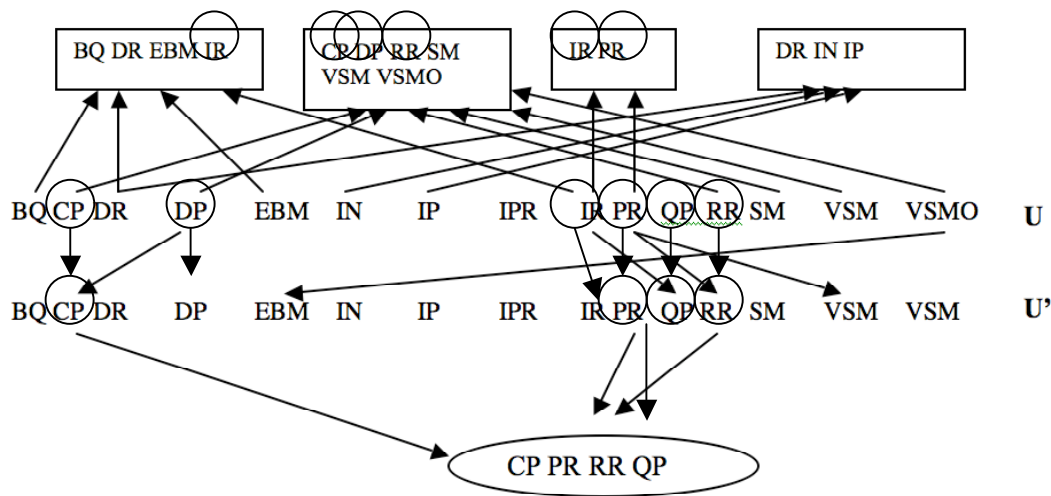 BQ DR EBM IR
CP DP RR SM
VSM VSMO
IR PR
DR IN IP
BQ CP DR DP EBM IN IP IPR IR PR QP RR SM VSM VSMO U
BQ CP DR DP EBM IN IP IPR IR PR QP RR SM VSM VSM U'
CP PR RR QP